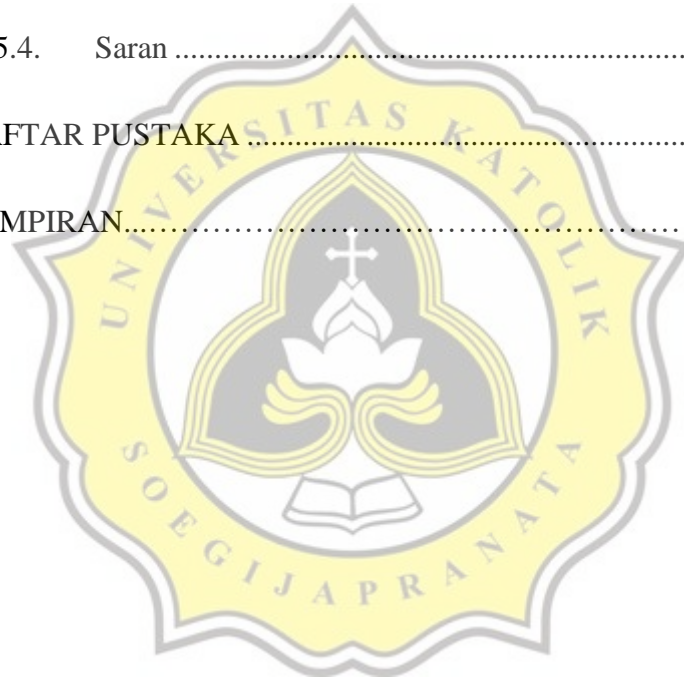 5.4. Saran ......................................................................
AFTAR PUSTAKA ............................................................
MPIRAN...………………………………………………
UNIVERSITAS KATOLIK
SOEGIJAPRANATA